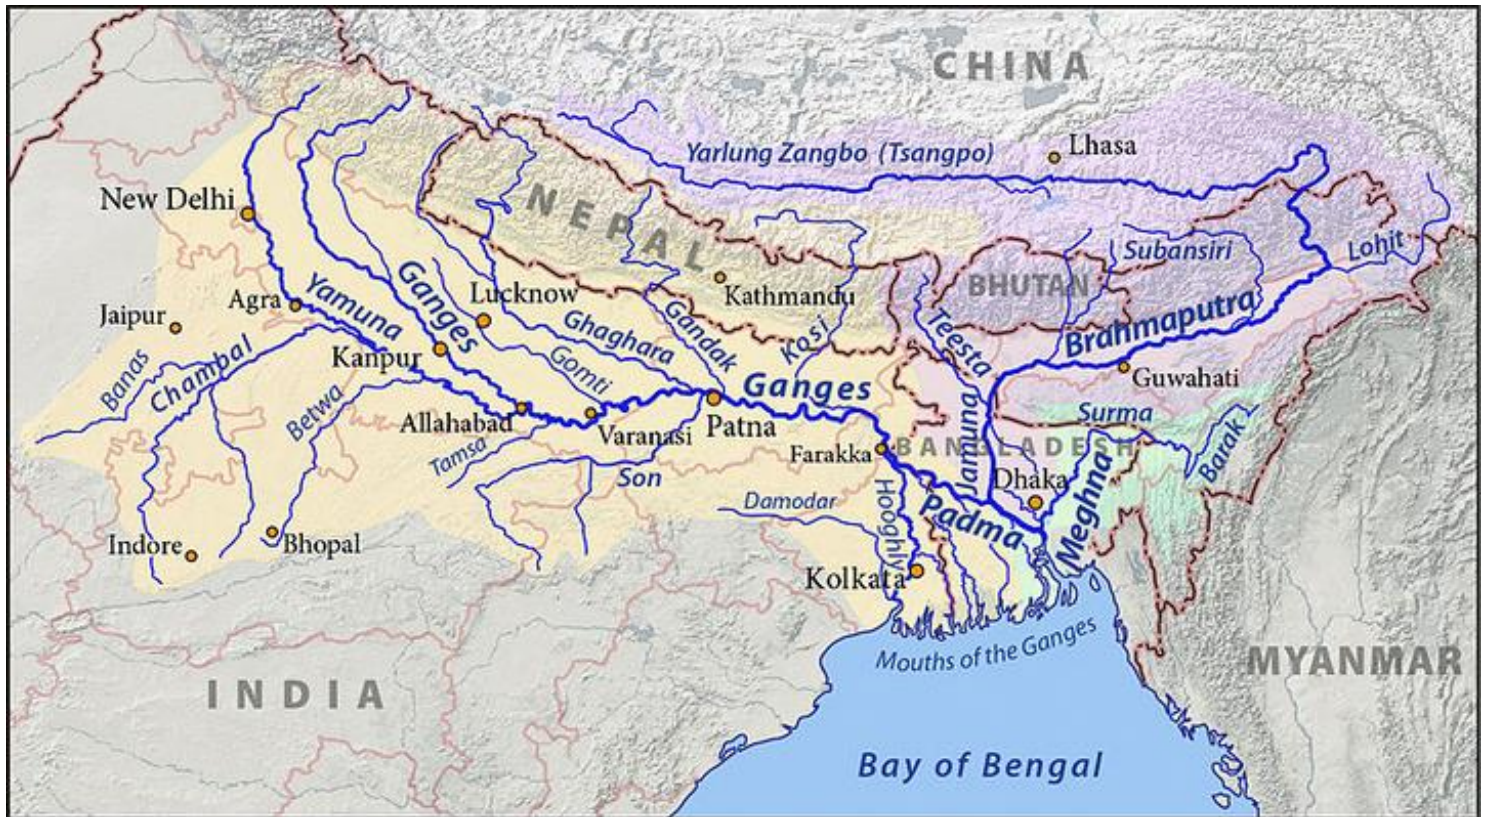 CHINA
Lhasa
Yarlung Zangbo (Tsangpo)
New Delhi
NEPAL
Subansiri
Lohit
BHUTAN
Kathmandu
Ganges
Yamuna
Agra
Lucknow
Jaipur
Ghaghara
Gandak
Kosi
Teesta
Brahmaputra
Kanpur
Gomti
Banas
Champal
Betwa
Ganges
Guwahati
Allahabad
Varanasi
Patna
Tamsa
Jamuna
Surma
BANGLADESH
Barak
Farakka
Son
Dhaka
Damodar
Hooghly
Padma
Meghna
Indore
Bhopal
Kolkata
Mouths of the Ganges
INDIA
MYANMAR
Bay of Bengal